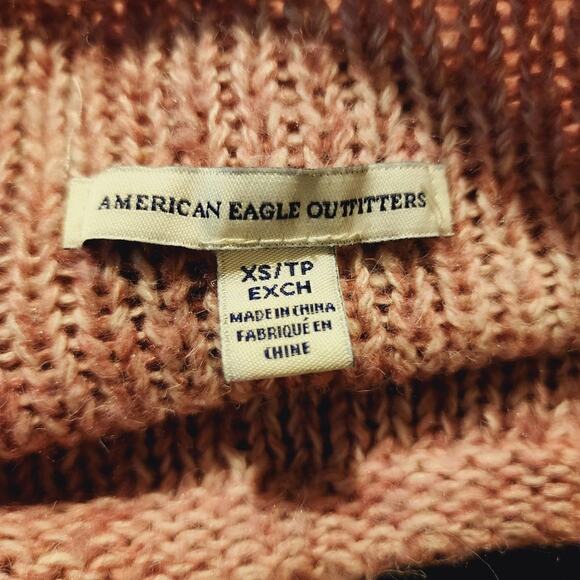 AMERICAN EAGLE OUTFITTERS
XS/TP
EXCH
MADE IN CHINA
FABRIQUÉ EN
CHINE